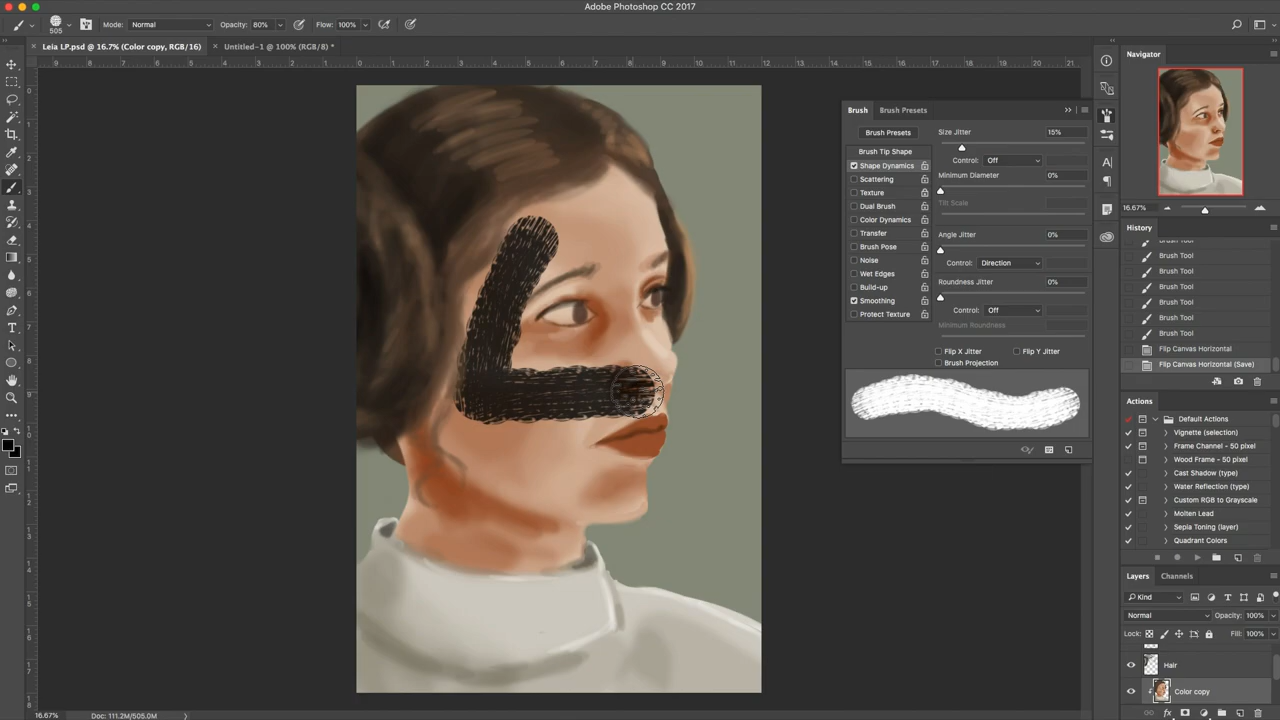 Adobe Photoshop CC 2017
505
Mode: Normal Opacity: 80% Flow: 100%
Leia LP.psd @ 16.7% (Color copy, RGB/16)
Untitled-1 @ 100% (RGB/8) *
Navigator
16.67%
History
Brush Tool
Brush Tool
Brush Tool
Brush Tool
Brush Tool
Brush Tool
Brush Tool
Flip Canvas Horizontal
Flip Canvas Horizontal (Save)
Actions
Default Actions
Vignette (selection)
Frame Channel - 50 pixel
Wood Frame - 50 pixel
Cast Shadow (type)
Water Reflection (type)
Custom RGB to Grayscale
Molten Lead
Sepia Toning (layer)
Quadrant Colors
Layers Channels
Kind
Normal Opacity: 100%
Lock: Fill: 100%
Hair
Color copy
Brush Brush Presets
Brush Presets
Brush Tip Shape
Shape Dynamics
Scattering
Texture
Dual Brush
Color Dynamics
Transfer
Brush Pose
Noise
Wet Edges
Build-up
Smoothing
Protect Texture
Size Jitter 15%
Control: Off
Minimum Diameter 0%
Tilt Scale
Angle Jitter 0%
Control: Direction
Roundness Jitter 0%
Control: Off
Minimum Roundness
Flip X Jitter Flip Y Jitter
Brush Projection
16.67% Doc: 111.2M/505.0M